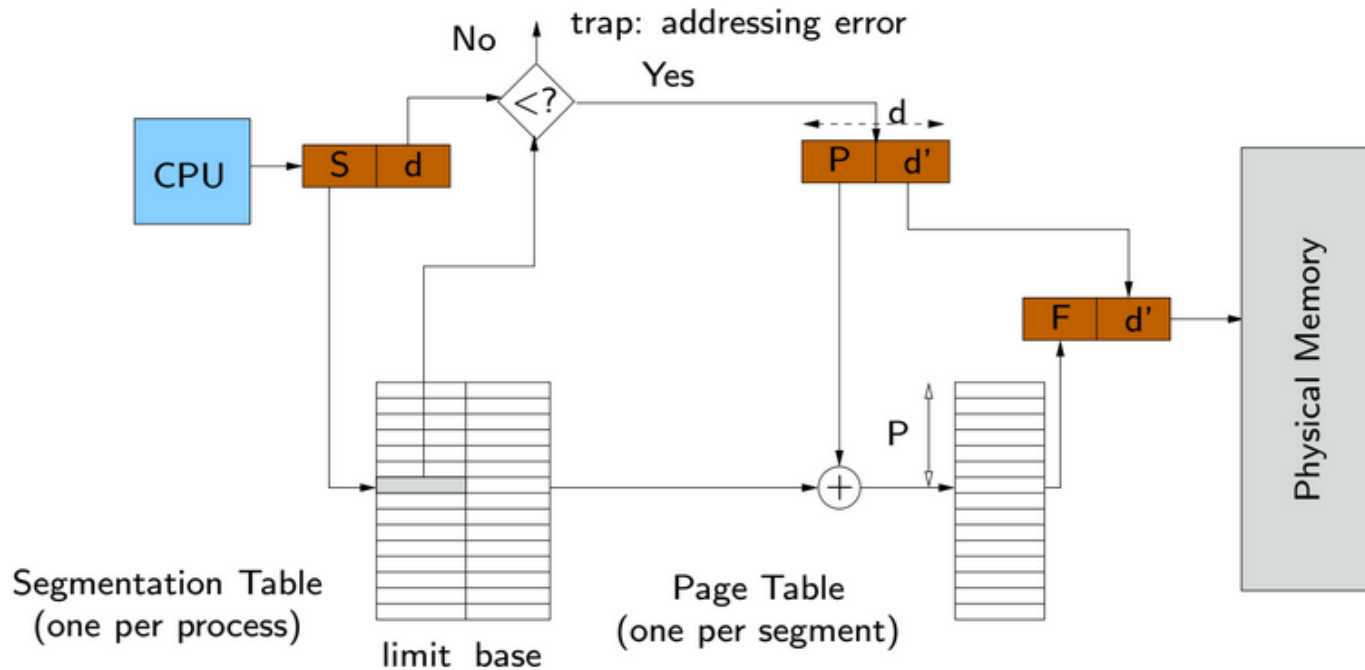 No
trap: addressing error
<?
Yes
d
CPU
S d
P d'
F d'
Physical Memory
P
+
Segmentation Table
(one per process)
Page Table
(one per segment)
limit base